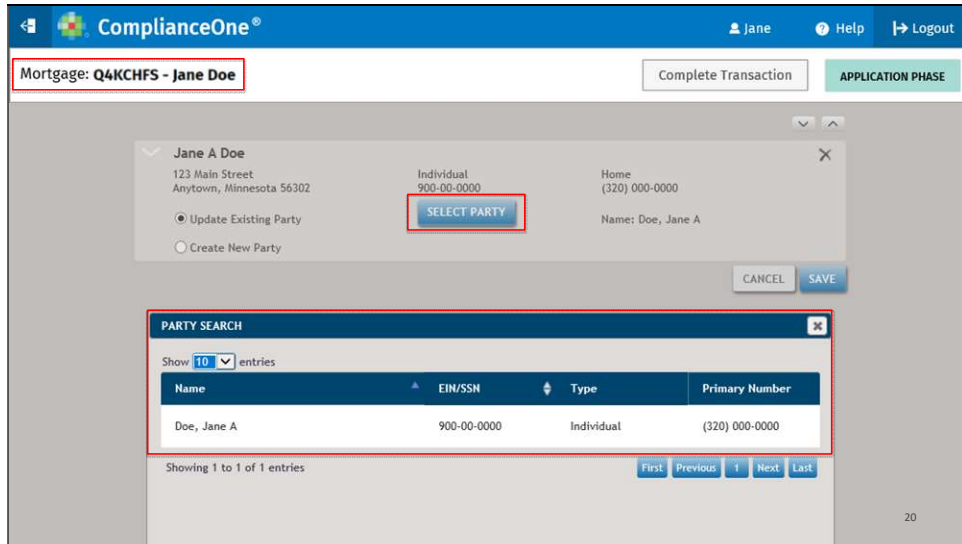 ComplianceOne®
Jane
Help
Logout
Mortgage: Q4KCHFS - Jane Doe
Complete Transaction
APPLICATION PHASE
Jane A Doe
123 Main Street
Anytown, Minnesota 56302
Individual
900-00-0000
Home
(320) 000-0000
Update Existing Party
SELECT PARTY
Name: Doe, Jane A
Create New Party
CANCEL
SAVE
PARTY SEARCH
Show 10 entries
Name EIN/SSN Type Primary Number
Doe, Jane A 900-00-0000 Individual (320) 000-0000
Showing 1 to 1 of 1 entries
First Previous 1 Next Last
20